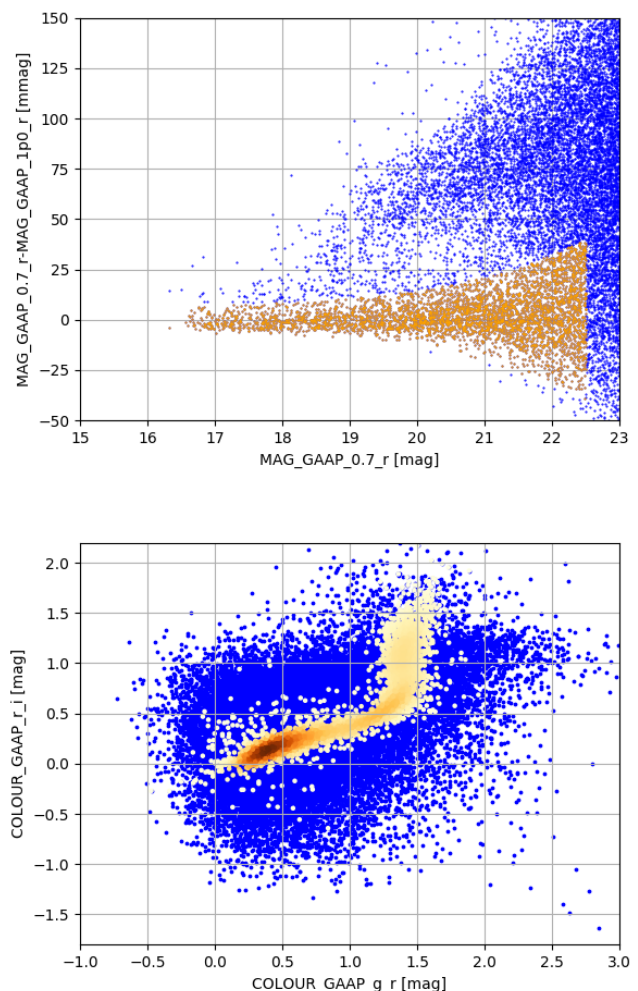 150
125
100
75
50
25
0
−25
−50
MAG_GAAP_0.7_r-MAG_GAAP_1p0_r [mmag]
15 16 17 18 19 20 21 22 23
MAG_GAAP_0.7_r [mag]
2.0
1.5
1.0
0.5
0.0
−0.5
−1.0
−1.5
COLOUR_GAAP_r_i [mag]
−1.0 −0.5 0.0 0.5 1.0 1.5 2.0 2.5 3.0
COLOUR_GAAP_g_r [mag]